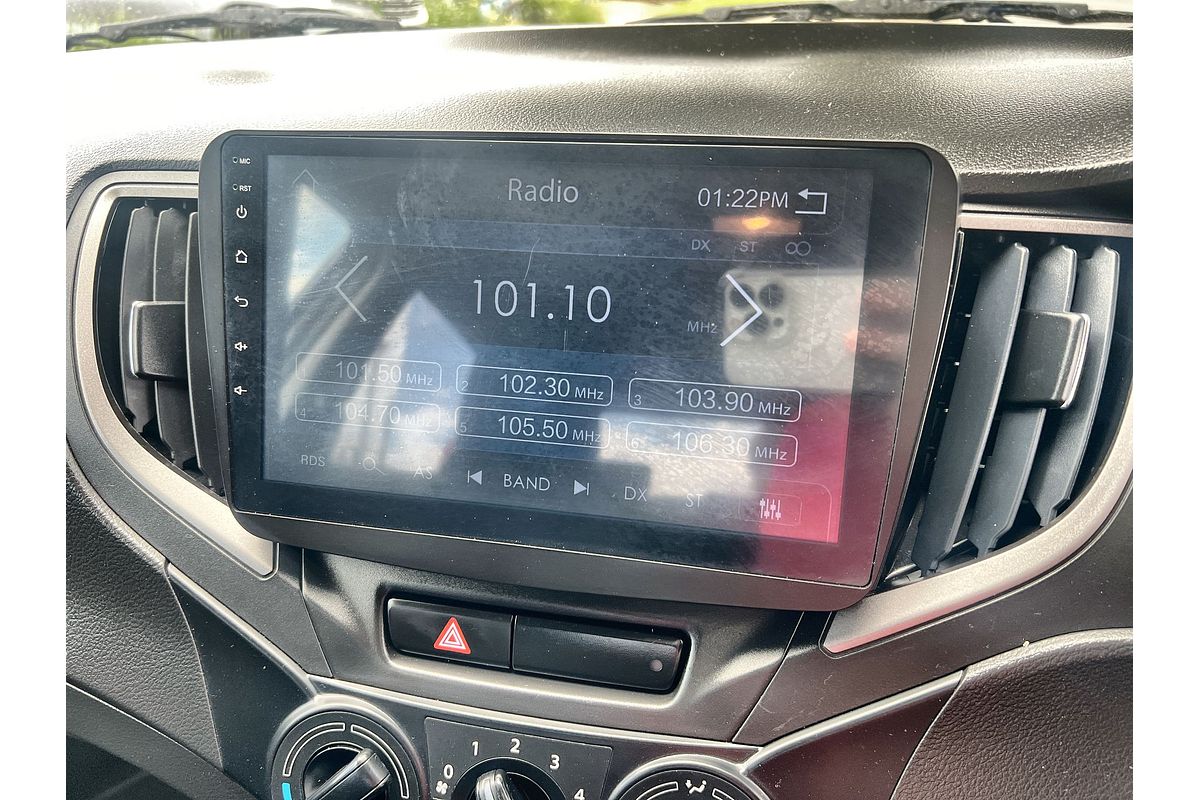 MIC
RST
Radio
01:22PM
DX ST
101.10
MHz
1 101.50 MHz
2 102.30 MHz
3 103.90 MHz
4 104.70 MHz
5 105.50 MHz
6 106.30 MHz
RDS AS BAND DX ST
0 1 2 3 4